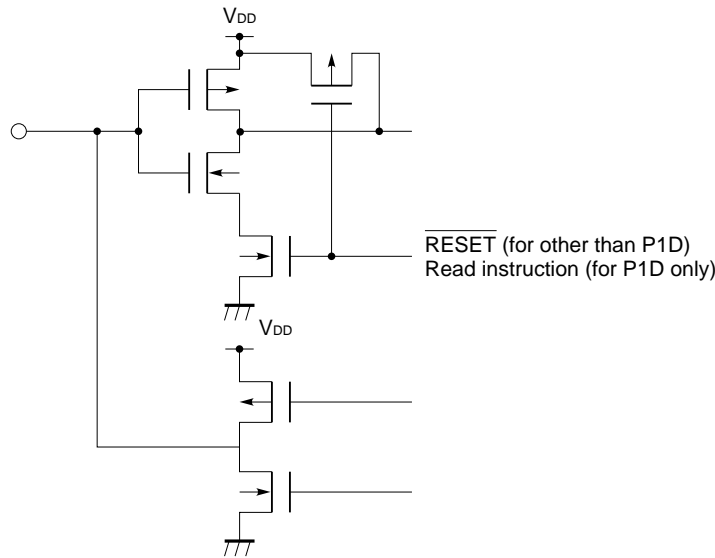 VDD
RESET (for other than P1D)
Read instruction (for P1D only)
VDD